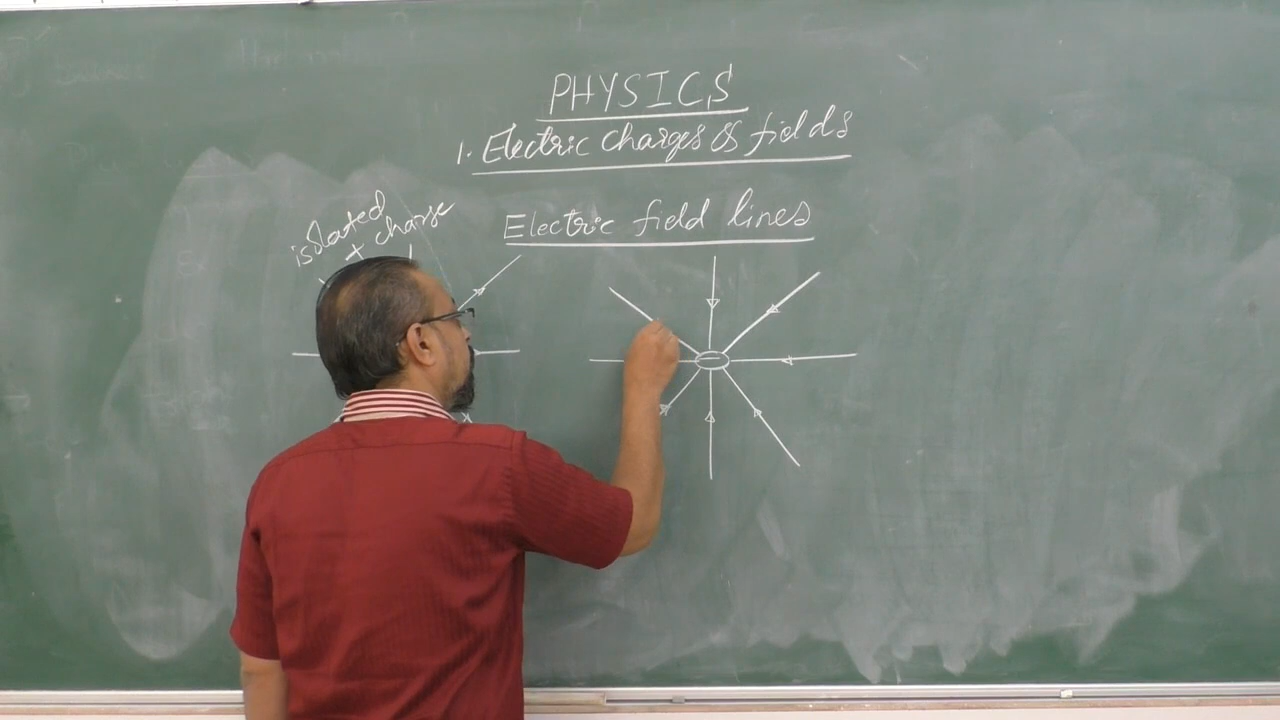 PHYSICS
1. Electric charges & fields
Electric field lines
isolated
+ charge
−